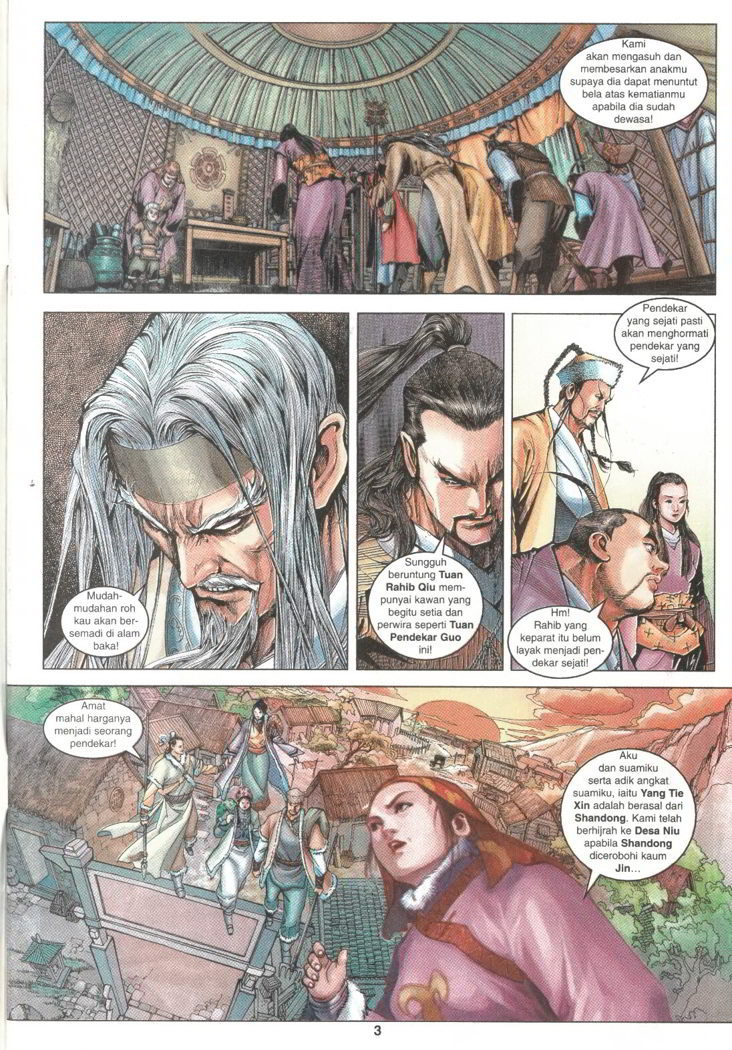 Kami
akan mengasuh dan
membesarkan anakmu
supaya dia dapat menuntut
bela atas kematianmu
apabila dia sudah
dewasa!
Mudah-
mudahan roh
kau akan ber-
semadi di alam
baka!
Sungguh
beruntung Tuan
Rahib Qiu mem-
punyai kawan yang
begitu setia dan
perwira seperti Tuan
Pendekar Guo
ini!
Pendekar
yang sejati pasti
akan menghormati
pendekar yang
sejati!
Hm!
Rahib yang
keparat itu belum
layak menjadi pen-
dekar sejati!
Amat
mahal harganya
menjadi seorang
pendekar!
Aku
dan suamiku
serta adik angkat
suamiku, iaitu Yang Tie
Xin adalah berasal dari
Shandong. Kami telah
berhijrah ke Desa Niu
apabila Shandong
dicerobohi kaum
Jin...
3